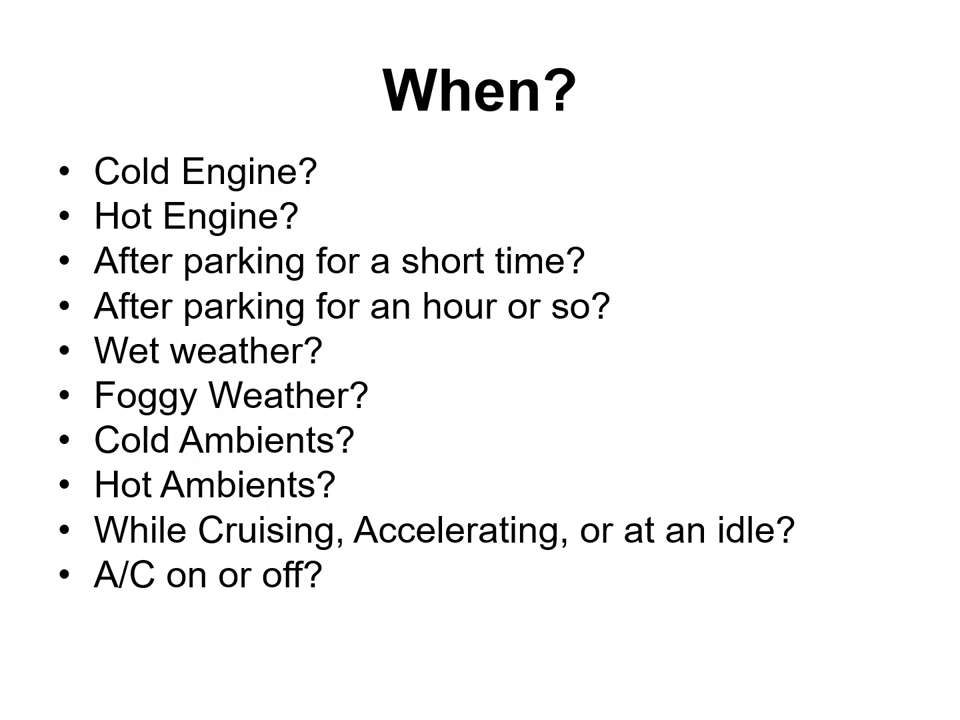 When?
• Cold Engine?
• Hot Engine?
• After parking for a short time?
• After parking for an hour or so?
• Wet weather?
• Foggy Weather?
• Cold Ambients?
• Hot Ambients?
• While Cruising, Accelerating, or at an idle?
• A/C on or off?